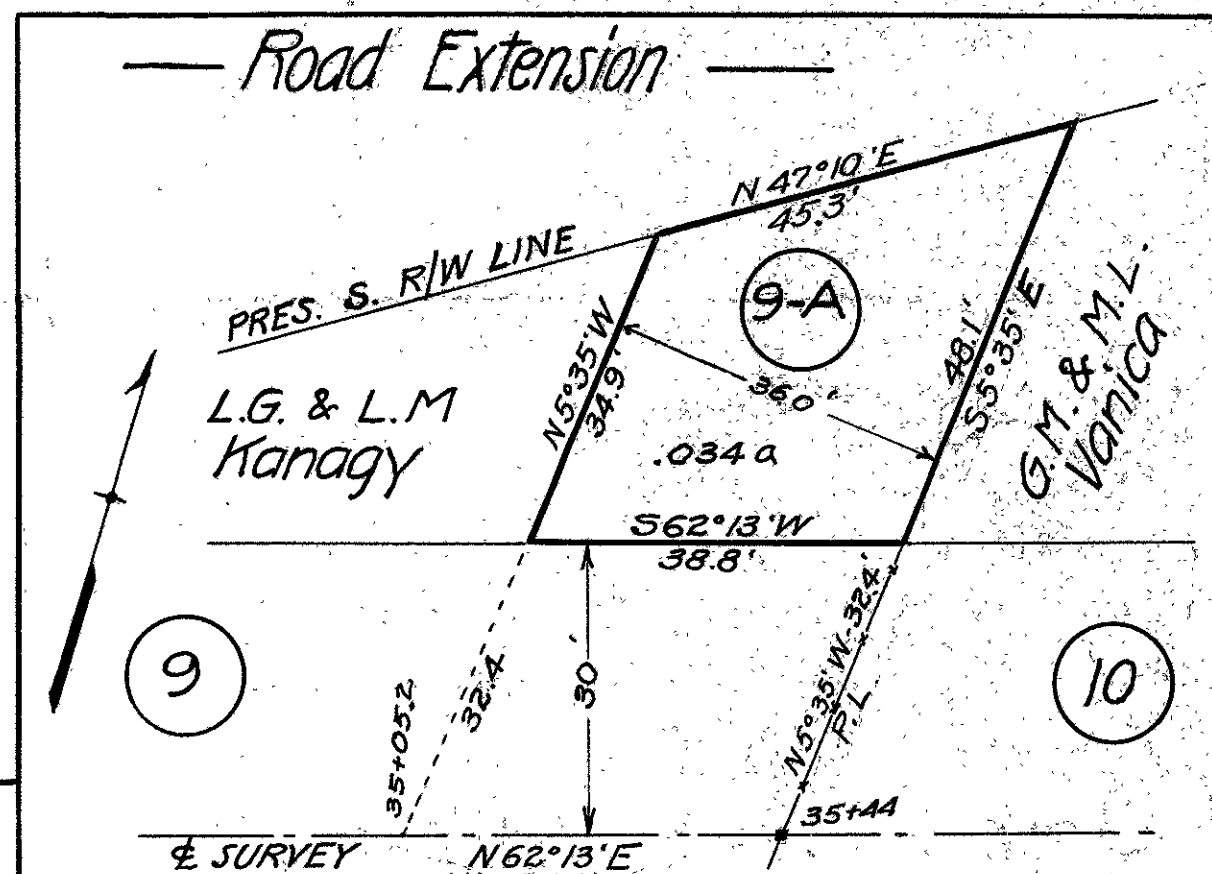 Road Extension
N 47°10'E
45.3'
PRES. S. R/W LINE
9-A
N5°35'W
34.9'
36.0'
48.1'
S5°35'E
G.M. & M.L.
Vanica
L.G. & L.M
Kanagy
.034 a
S62°13'W
38.8'
9
35+05.2
32.4
30'
N5°35'W-32.4'
P.L.
10
35+44
℄ SURVEY
N62°13'E